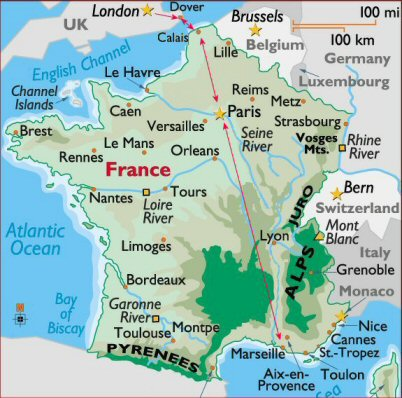 London
Dover
Brussels
100 mi
100 km
UK
Calais
Lille
Belgium
Germany
Luxembourg
English Channel
Channel
Islands
Le Havre
Reims
Metz
Caën
Paris
Versailles
Strasbourg
Seine
River
Vosges
Mts.
Rhine
River
Brest
Rennes
Le Mans
Orleans
France
Nantes
Loire
River
Tours
JURO
Bern
Switzerland
Atlantic
Ocean
Limoges
Lyon
Mont
Blanc
ALPS
Italy
Grenoble
Monaco
Bay
of
Biscay
Bordeaux
Garonne
River
Toulouse
Montpe
PYRENEES
Marseille
Nice
Cannes
St.-Tropez
Aix-en-
Provence
Toulon
Sea
N